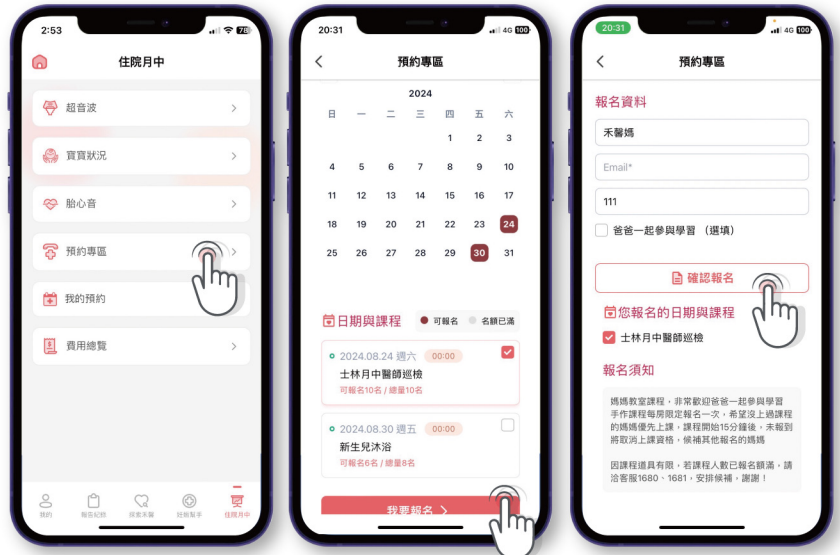 2:53
78
住院月中
超音波
寶寶狀況
胎心音
預約專區
我的預約
費用總覽
我的
報告紀錄
探索禾馨
妊娠幫手
住院月中
20:31
4G 100
預約專區
2024
日 一 二 三 四 五 六
1 2 3
4 5 6 7 8 9 10
11 12 13 14 15 16 17
18 19 20 21 22 23 24
25 26 27 28 29 30 31
日期與課程
可報名
名額已滿
2024.08.24 週六 00:00
士林月中醫師巡檢
可報名10名 / 總量10名
2024.08.30 週五 00:00
新生兒沐浴
可報名6名 / 總量8名
我要報名
20:31
4G 100
預約專區
報名資料
禾馨媽
Email*
111
爸爸一起參與學習 (選填)
確認報名
您報名的日期與課程
士林月中醫師巡檢
報名須知
媽媽教室課程，非常歡迎爸爸一起參與學習
手作課程每房限定報名一次，希望沒上過課程
的媽媽優先上課，課程開始15分鐘後，未報到
將取消上課資格，候補其他報名的媽媽
因課程道具有限，若課程人數已報名額滿，請
洽客服1680、1681，安排候補，謝謝！